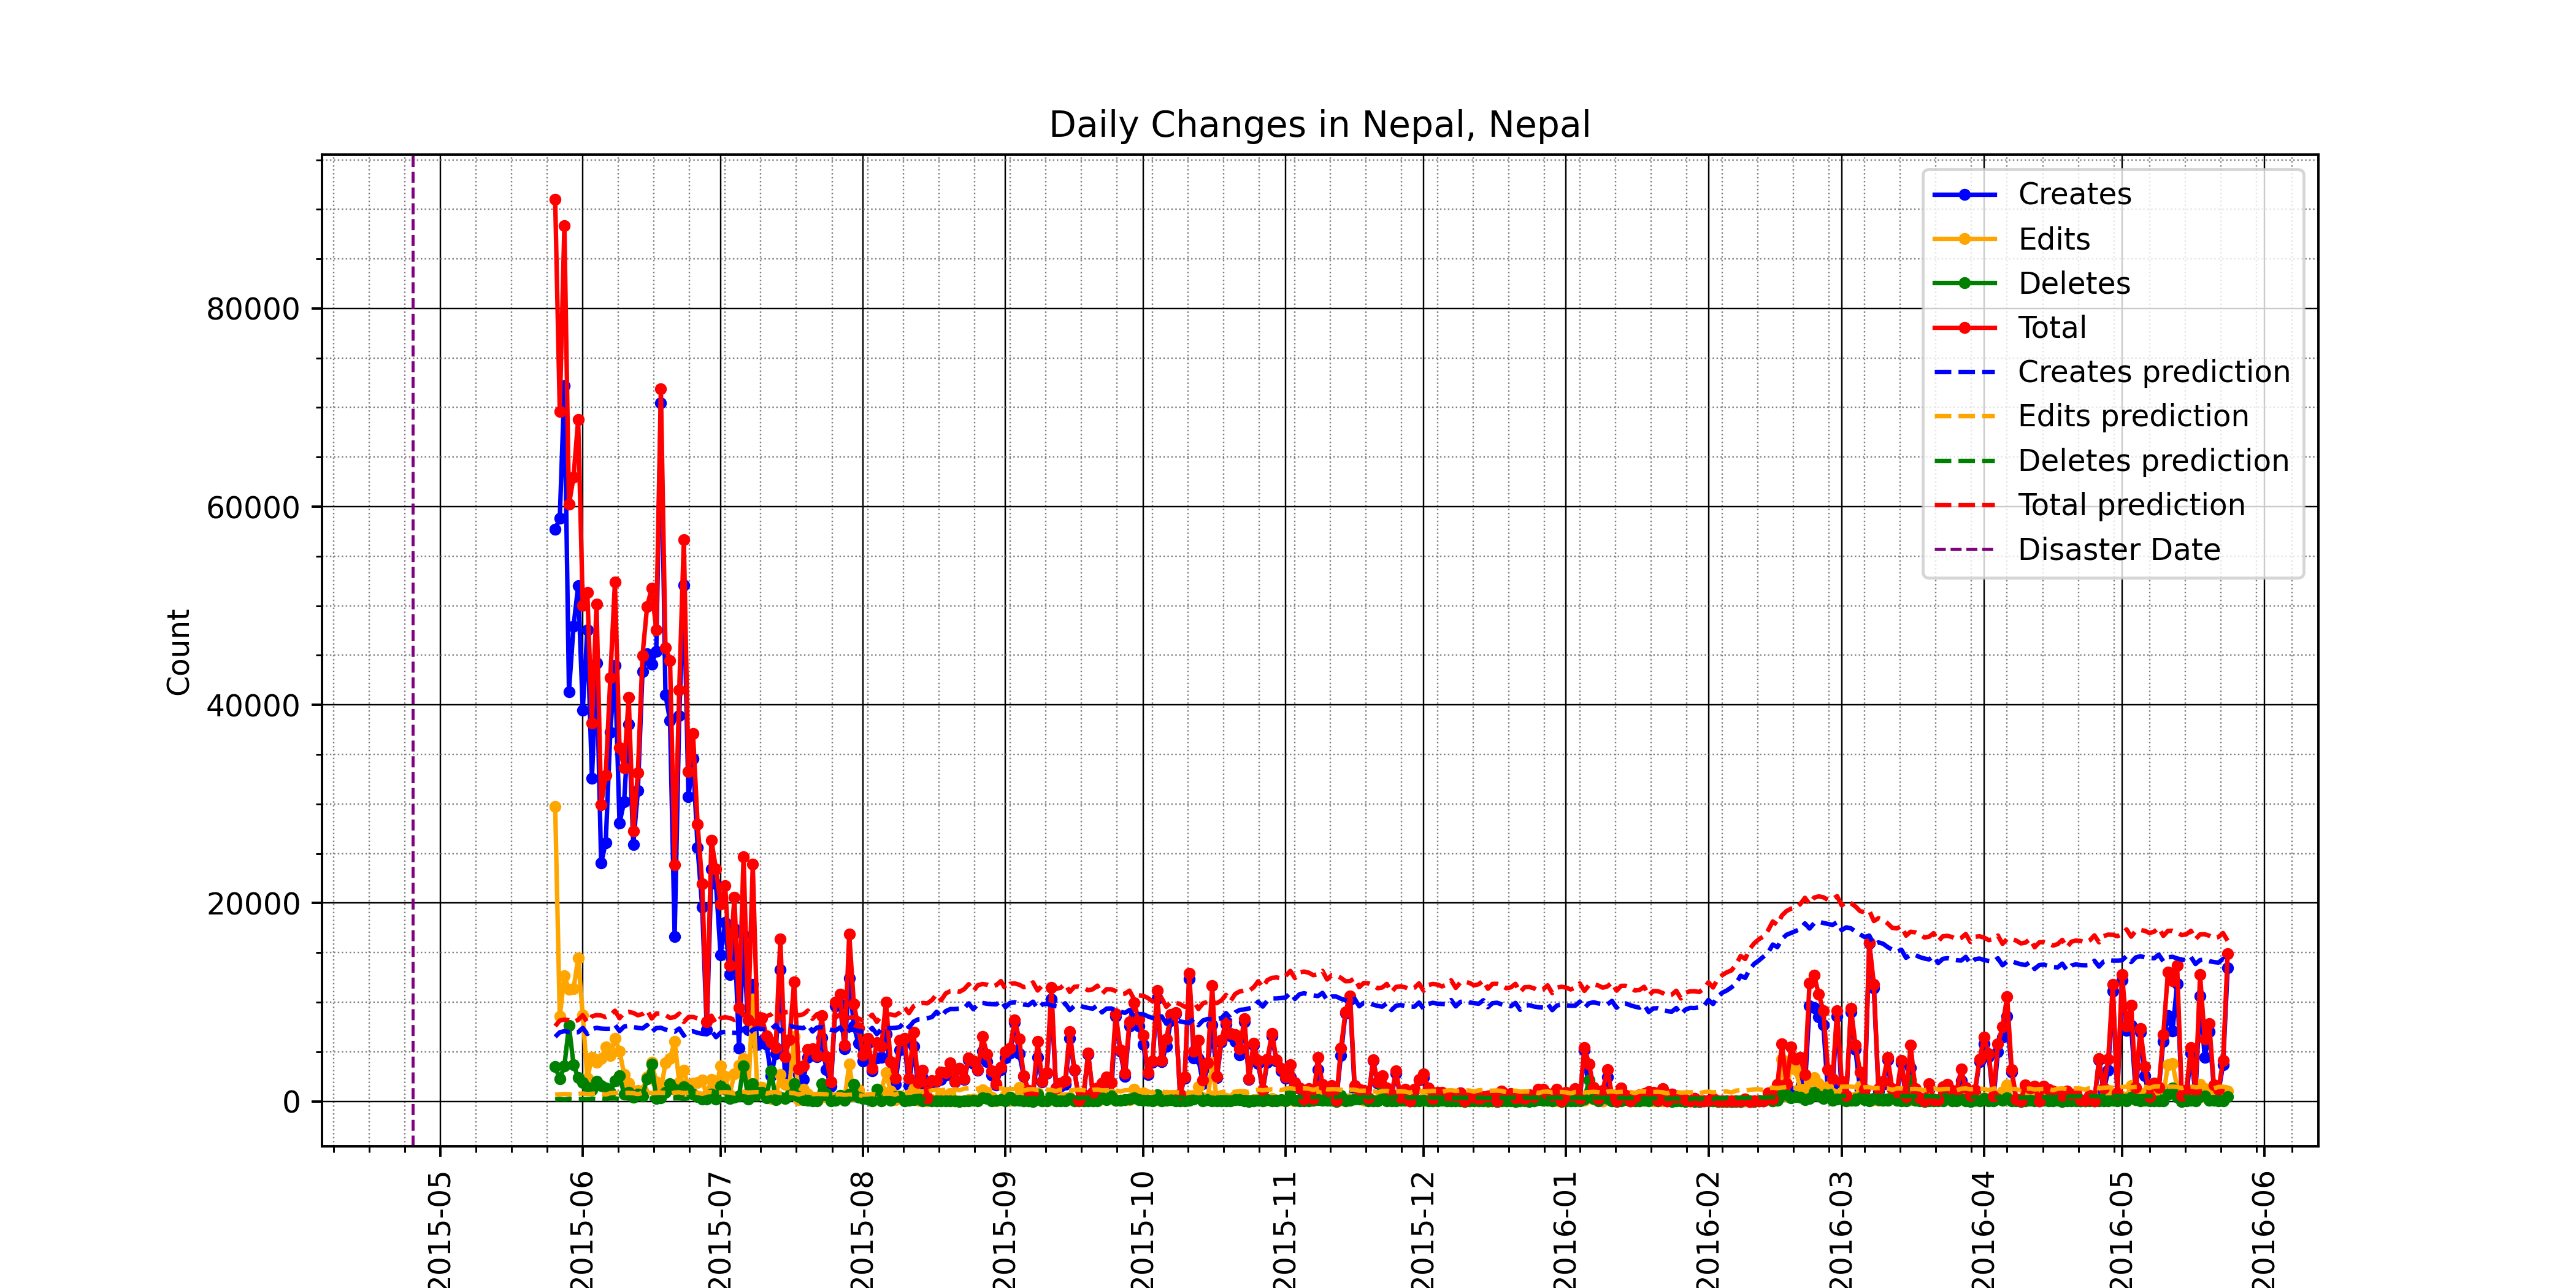 Daily Changes in Nepal, Nepal
Creates
Edits
Deletes
Total
Creates prediction
Edits prediction
Deletes prediction
Total prediction
Disaster Date
80000
60000
40000
20000
0
Count
2015-05
2015-06
2015-07
2015-08
2015-09
2015-10
2015-11
2015-12
2016-01
2016-02
2016-03
2016-04
2016-05
2016-06